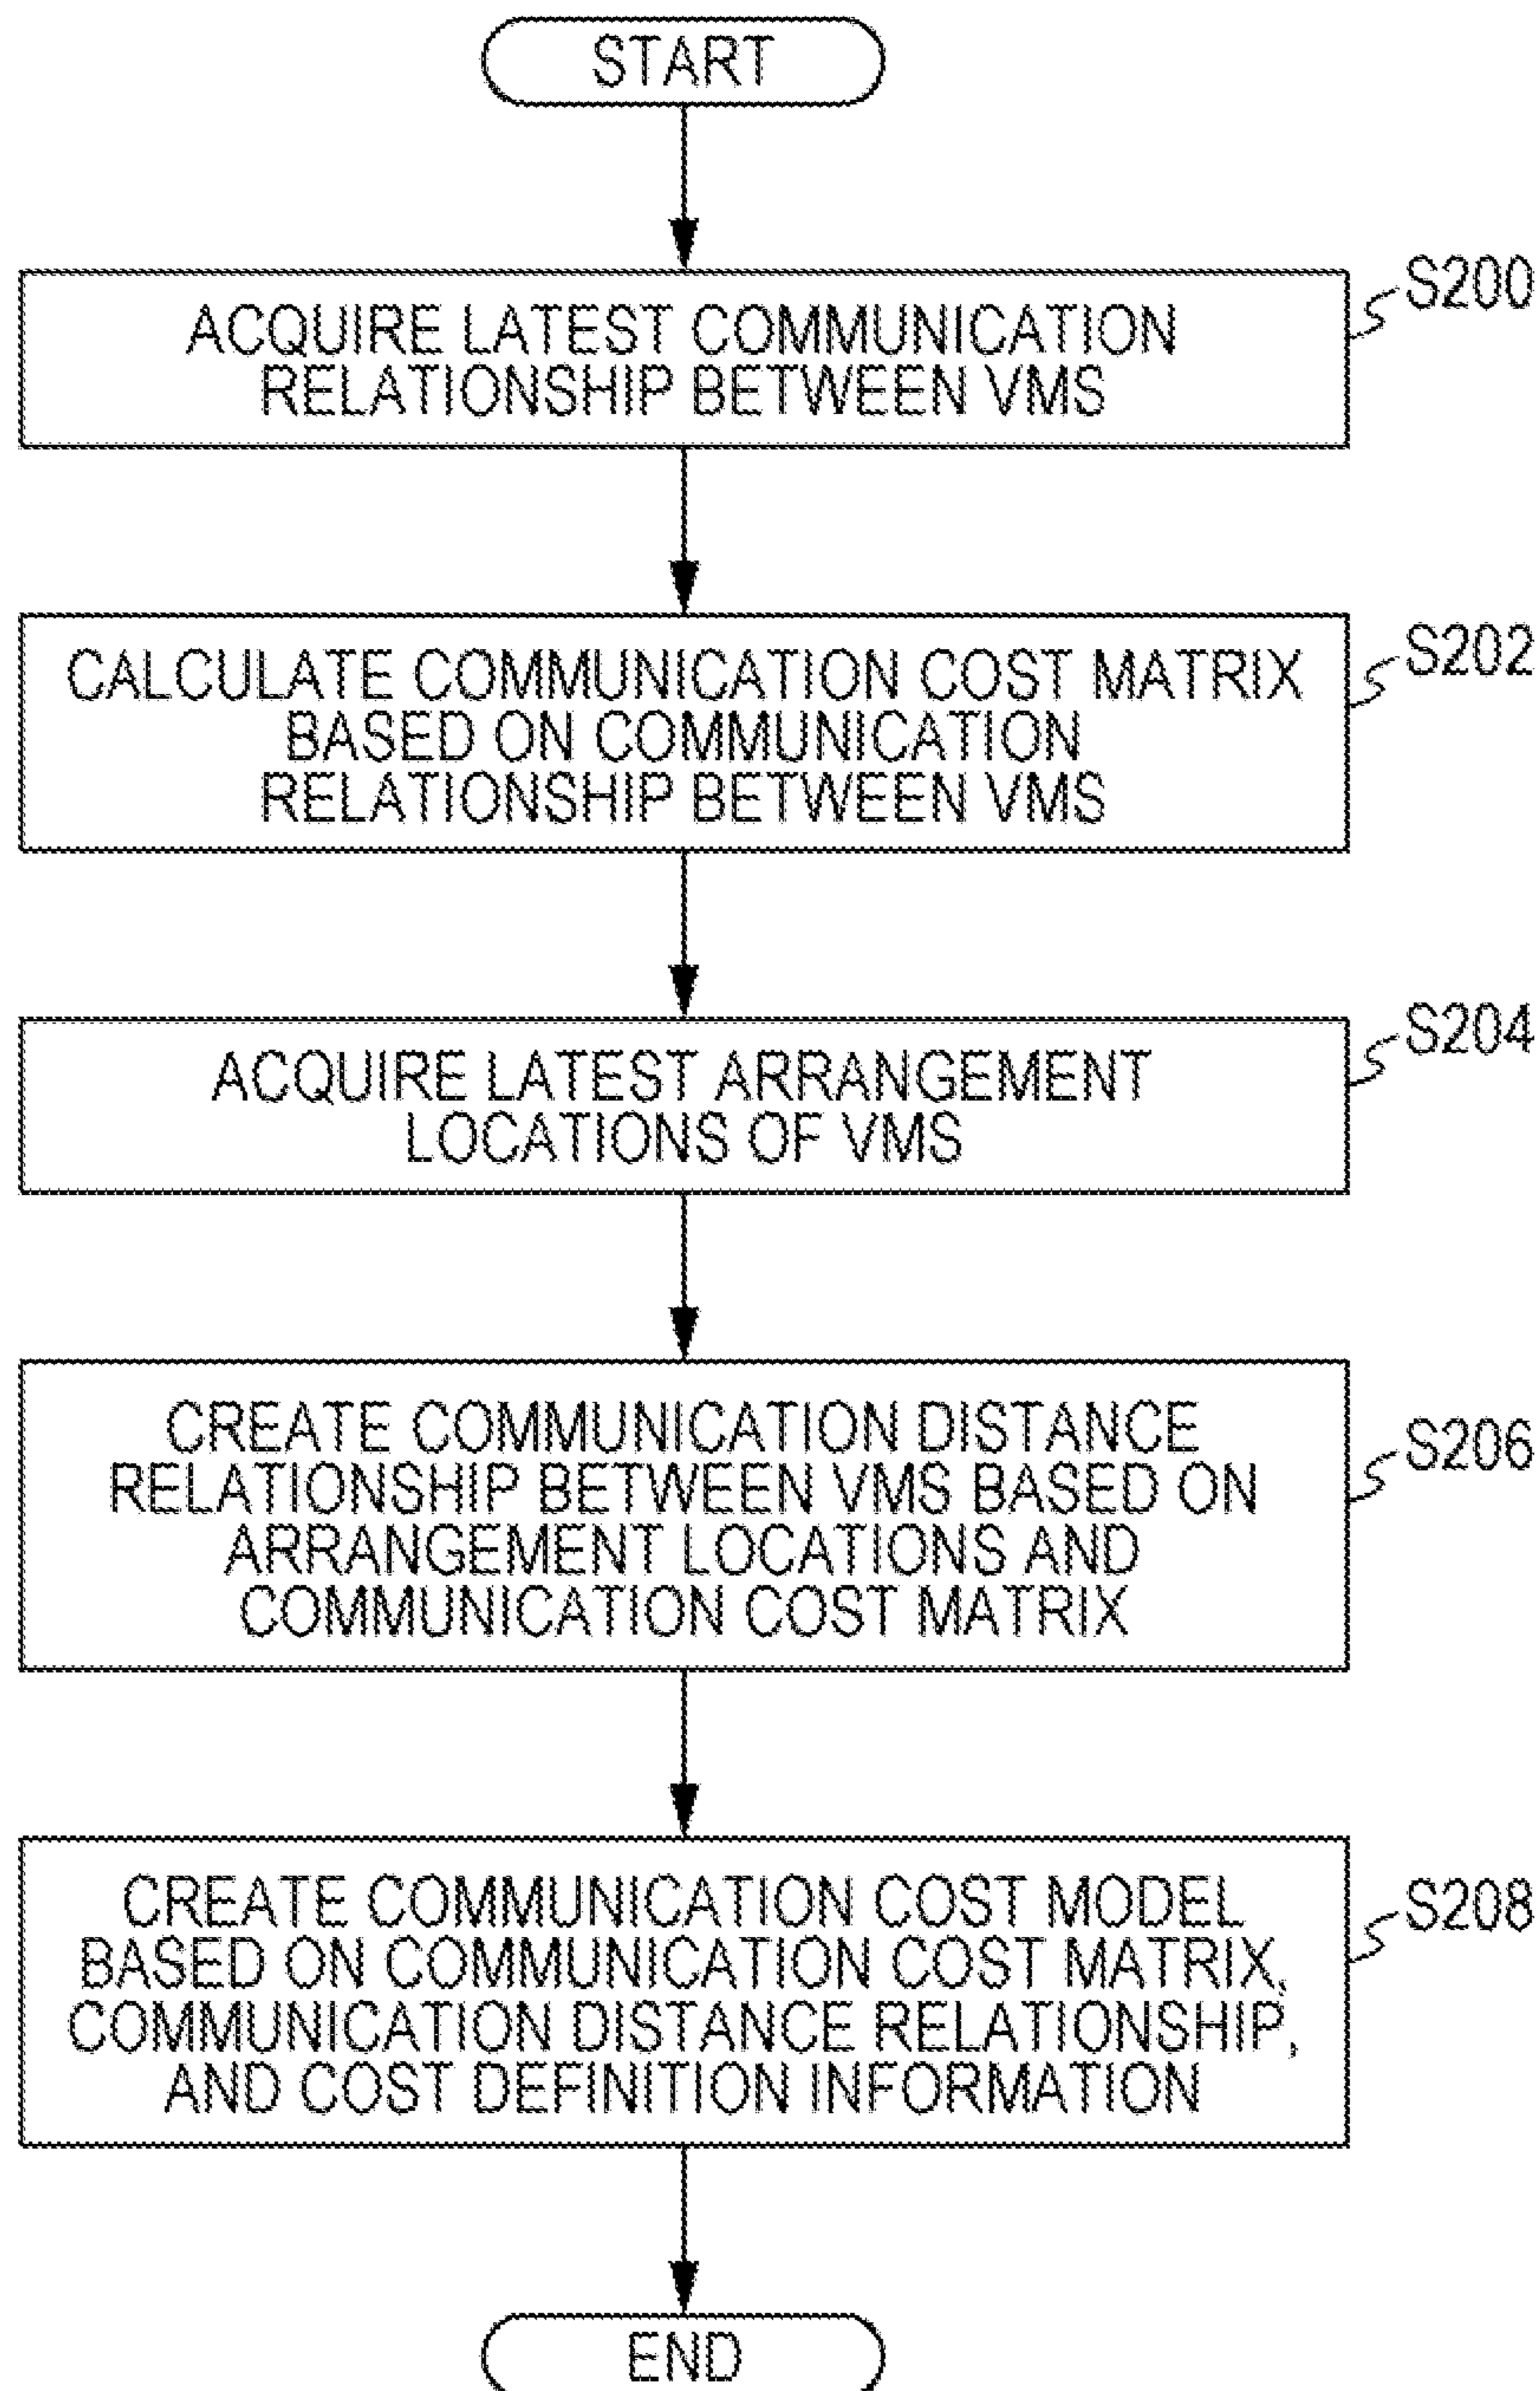 START
ACQUIRE LATEST COMMUNICATION
RELATIONSHIP BETWEEN VMS
S200
CALCULATE COMMUNICATION COST MATRIX
BASED ON COMMUNICATION
RELATIONSHIP BETWEEN VMS
S202
ACQUIRE LATEST ARRANGEMENT
LOCATIONS OF VMS
S204
CREATE COMMUNICATION DISTANCE
RELATIONSHIP BETWEEN VMS BASED ON
ARRANGEMENT LOCATIONS AND
COMMUNICATION COST MATRIX
S206
CREATE COMMUNICATION COST MODEL
BASED ON COMMUNICATION COST MATRIX,
COMMUNICATION DISTANCE RELATIONSHIP,
AND COST DEFINITION INFORMATION
S208
END